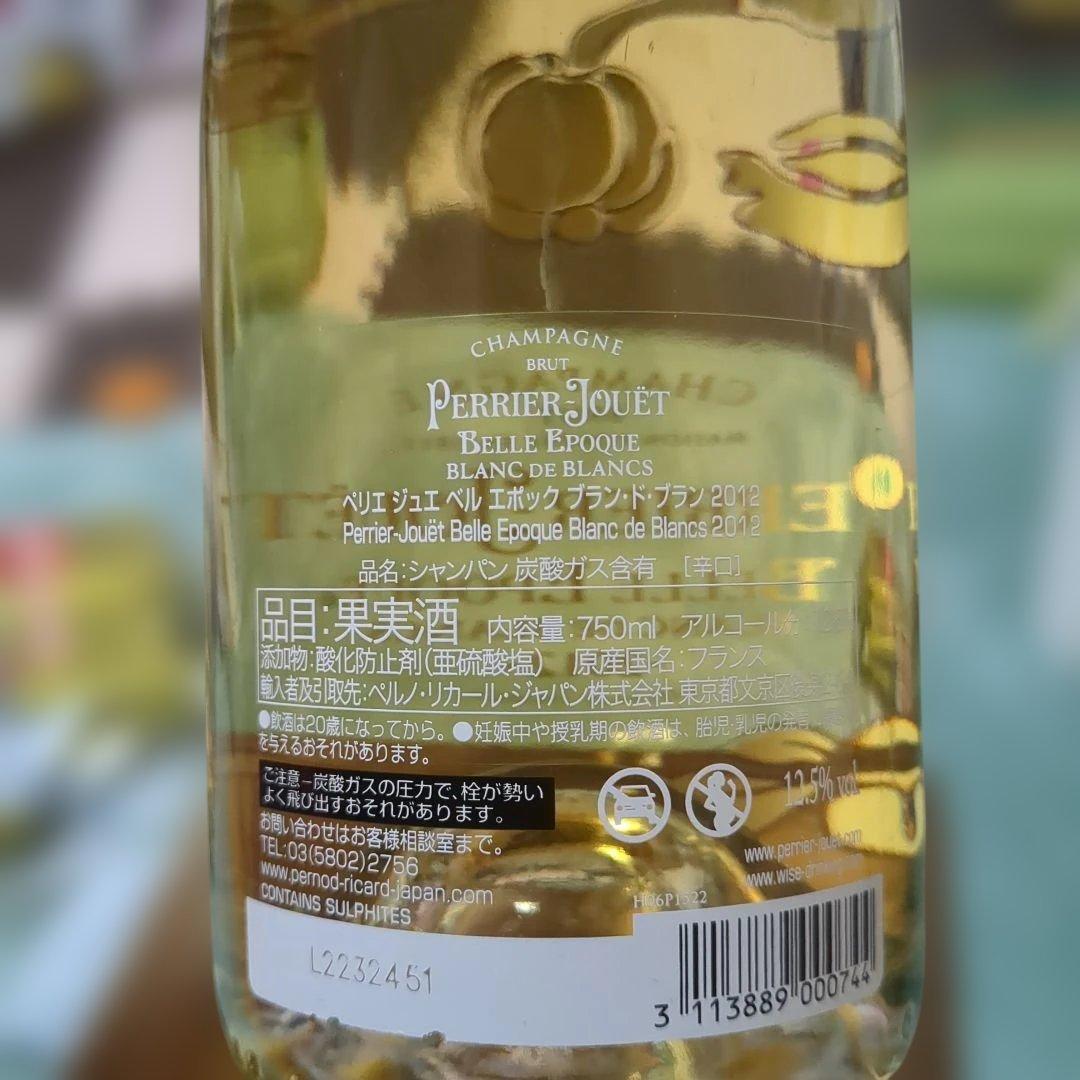 CHAMPAGNE
BRUT
PERRIER-JOUËT
BELLE EPOQUE
BLANC DE BLANCS
ペリエ ジュエ ベル エポック ブラン・ド・ブラン 2012
Perrier-Jouët Belle Epoque Blanc de Blancs 2012
品名:シャンパン 炭酸ガス含有 [辛口]
品目:果実酒 内容量:750ml アルコール分
添加物:酸化防止剤(亜硫酸塩) 原産国名:フランス
輸入者及引取先:ペルノ・リカール・ジャパン株式会社 東京都文京区
●飲酒は20歳になってから。●妊娠中や授乳期の飲酒は、胎児・乳児の発育
を与えるおそれがあります。
ご注意－炭酸ガスの圧力で、栓が勢い
よく飛び出すおそれがあります。
12.5% vol
お問い合わせはお客様相談室まで。
TEL:03(5802)2756
www.perrier-jouet.com
www.pernod-ricard-japan.com
CONTAINS SULPHITES
H06P1522
L2232451
3 113889 000744